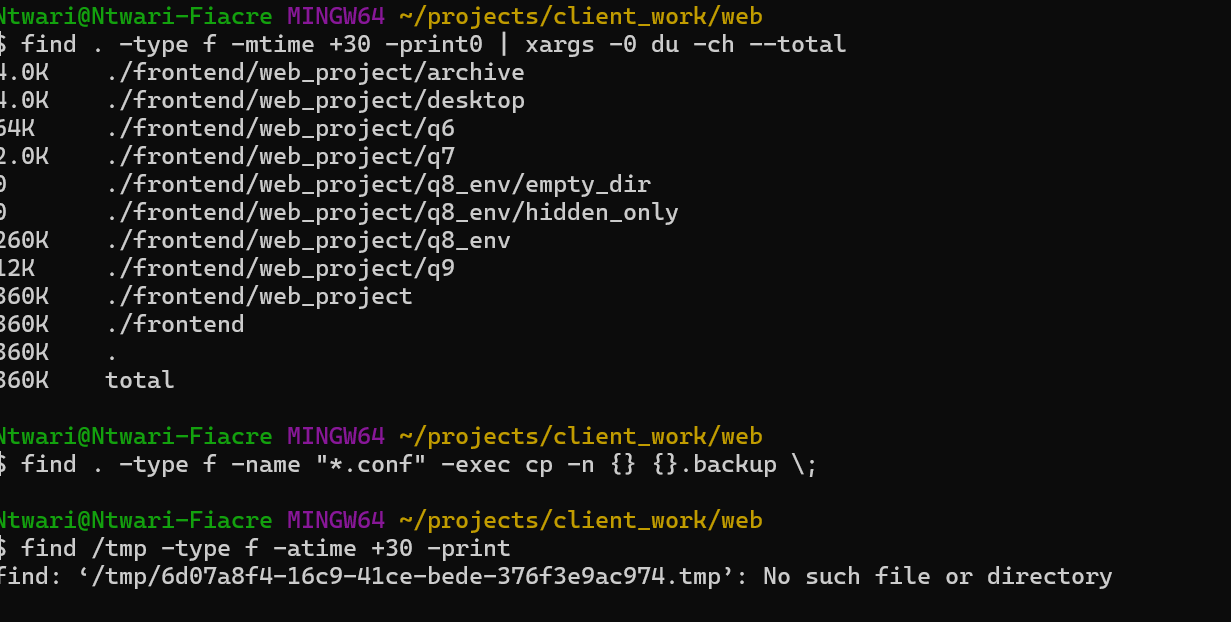 Ntwari@Ntwari-Fiacre MINGW64 ~/projects/client_work/web
$ find . -type f -mtime +30 -print0 | xargs -0 du -ch --total
4.0K    ./frontend/web_project/archive
4.0K    ./frontend/web_project/desktop
64K     ./frontend/web_project/q6
2.0K    ./frontend/web_project/q7
0       ./frontend/web_project/q8_env/empty_dir
0       ./frontend/web_project/q8_env/hidden_only
260K    ./frontend/web_project/q8_env
12K     ./frontend/web_project/q9
360K    ./frontend/web_project
360K    ./frontend
360K    .
360K    total
Ntwari@Ntwari-Fiacre MINGW64 ~/projects/client_work/web
$ find . -type f -name "*.conf" -exec cp -n {} {}.backup \;
Ntwari@Ntwari-Fiacre MINGW64 ~/projects/client_work/web
$ find /tmp -type f -atime +30 -print
find: ‘/tmp/6d07a8f4-16c9-41ce-bede-376f3e9ac974.tmp’: No such file or directory